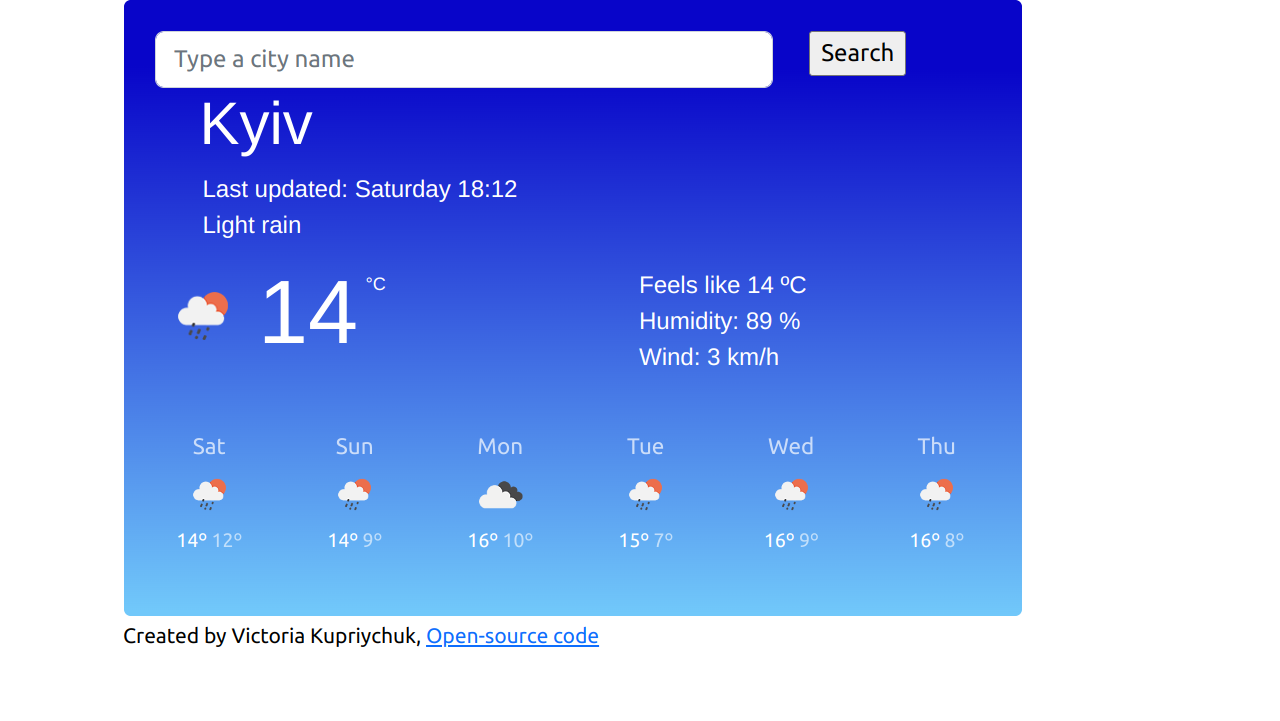 Type a city name Search
Kyiv
Last updated: Saturday 18:12
Light rain
14 °C
Feels like 14 ºC
Humidity: 89 %
Wind: 3 km/h
Sat Sun Mon Tue Wed Thu
14º 12º 14º 9º 16º 10º 15º 7º 16º 9º 16º 8º
Created by Victoria Kupriychuk, Open-source code